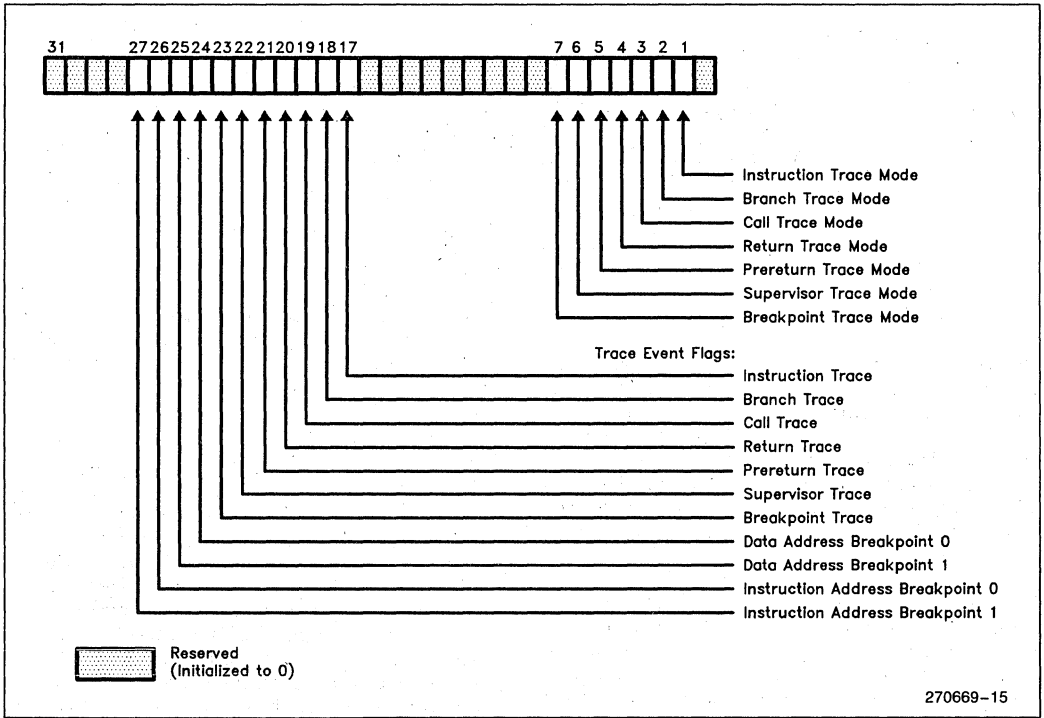 31 27 26 25 24 23 22 21 20 19 18 17 7 6 5 4 3 2 1
Instruction Trace Mode
Branch Trace Mode
Call Trace Mode
Return Trace Mode
Prereturn Trace Mode
Supervisor Trace Mode
Breakpoint Trace Mode
Trace Event Flags:
Instruction Trace
Branch Trace
Call Trace
Return Trace
Prereturn Trace
Supervisor Trace
Breakpoint Trace
Data Address Breakpoint 0
Data Address Breakpoint 1
Instruction Address Breakpoint 0
Instruction Address Breakpoint 1
Reserved
(Initialized to 0)
270669-15